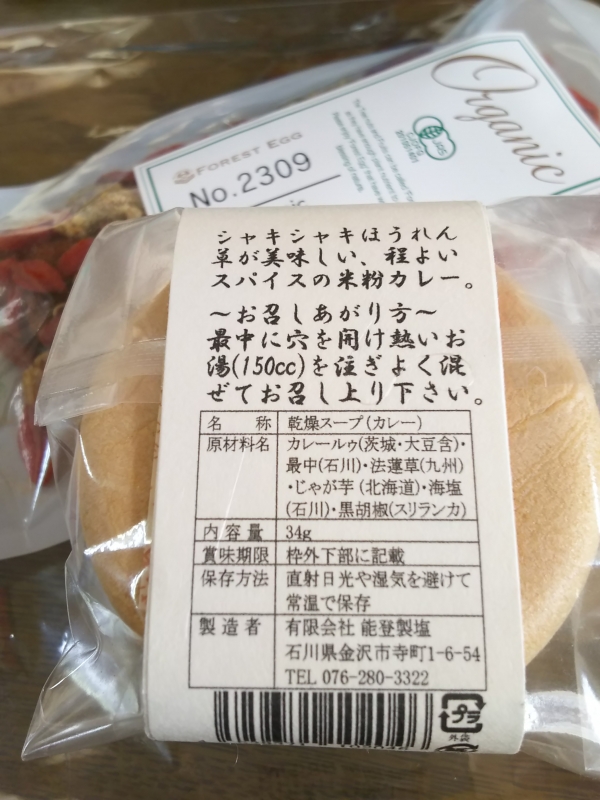 Organic
JAS
FOREST EGG
No.2309
シャキシャキほうれん
草が美味しい、程よい
スパイスの米粉カレー。
～お召しあがり方～
最中に穴を開け熱いお
湯(150cc)を注ぎよく混
ぜてお召し上り下さい。
名 称 乾燥スープ(カレー)
原材料名 カレールゥ(茨城・大豆含)・
最中(石川)・法蓮草(九州)
・じゃが芋(北海道)・海塩
(石川)・黒胡椒(スリランカ)
内容量 34g
賞味期限 枠外下部に記載
保存方法 直射日光や湿気を避けて
常温で保存
製造者 有限会社 能登製塩
石川県金沢市寺町1-6-54
TEL 076-280-3322
プラ
外袋